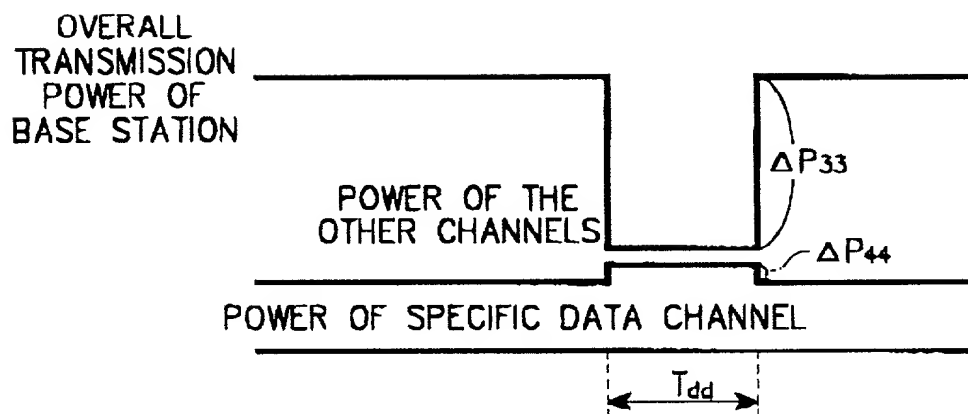 OVERALL
TRANSMISSION
POWER OF
BASE STATION
ΔP33
POWER OF THE
OTHER CHANNELS
ΔP44
POWER OF SPECIFIC DATA CHANNEL
Tdd